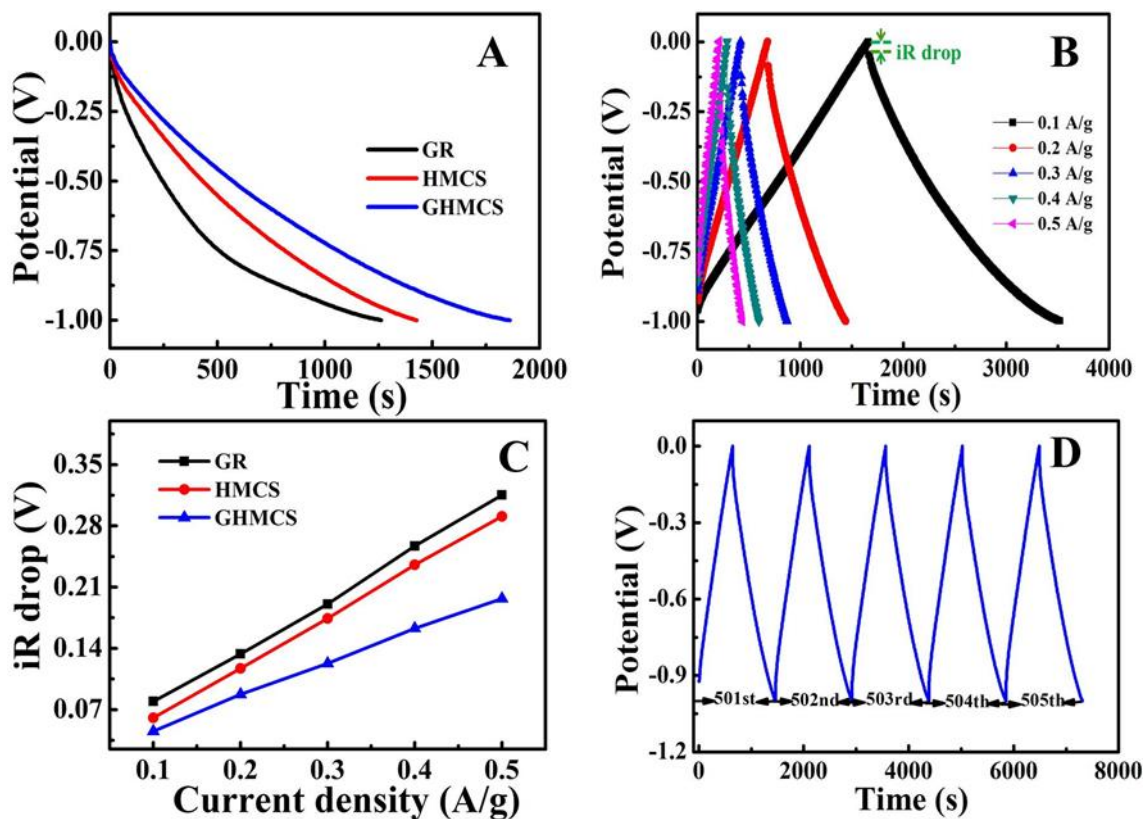 A
Potential (V)
0.00
-0.25
-0.50
-0.75
-1.00
GR
HMCS
GHMCS
0 500 1000 1500 2000
Time (s)
B
Potential (V)
0.00
-0.25
-0.50
-0.75
-1.00
iR drop
0.1 A/g
0.2 A/g
0.3 A/g
0.4 A/g
0.5 A/g
0 1000 2000 3000 4000
Time (s)
C
iR drop (V)
0.35
0.28
0.21
0.14
0.07
GR
HMCS
GHMCS
0.1 0.2 0.3 0.4 0.5
Current density (A/g)
D
Potential (V)
0.0
-0.3
-0.6
-0.9
-1.2
501st 502nd 503rd 504th 505th
0 2000 4000 6000 8000
Time (s)